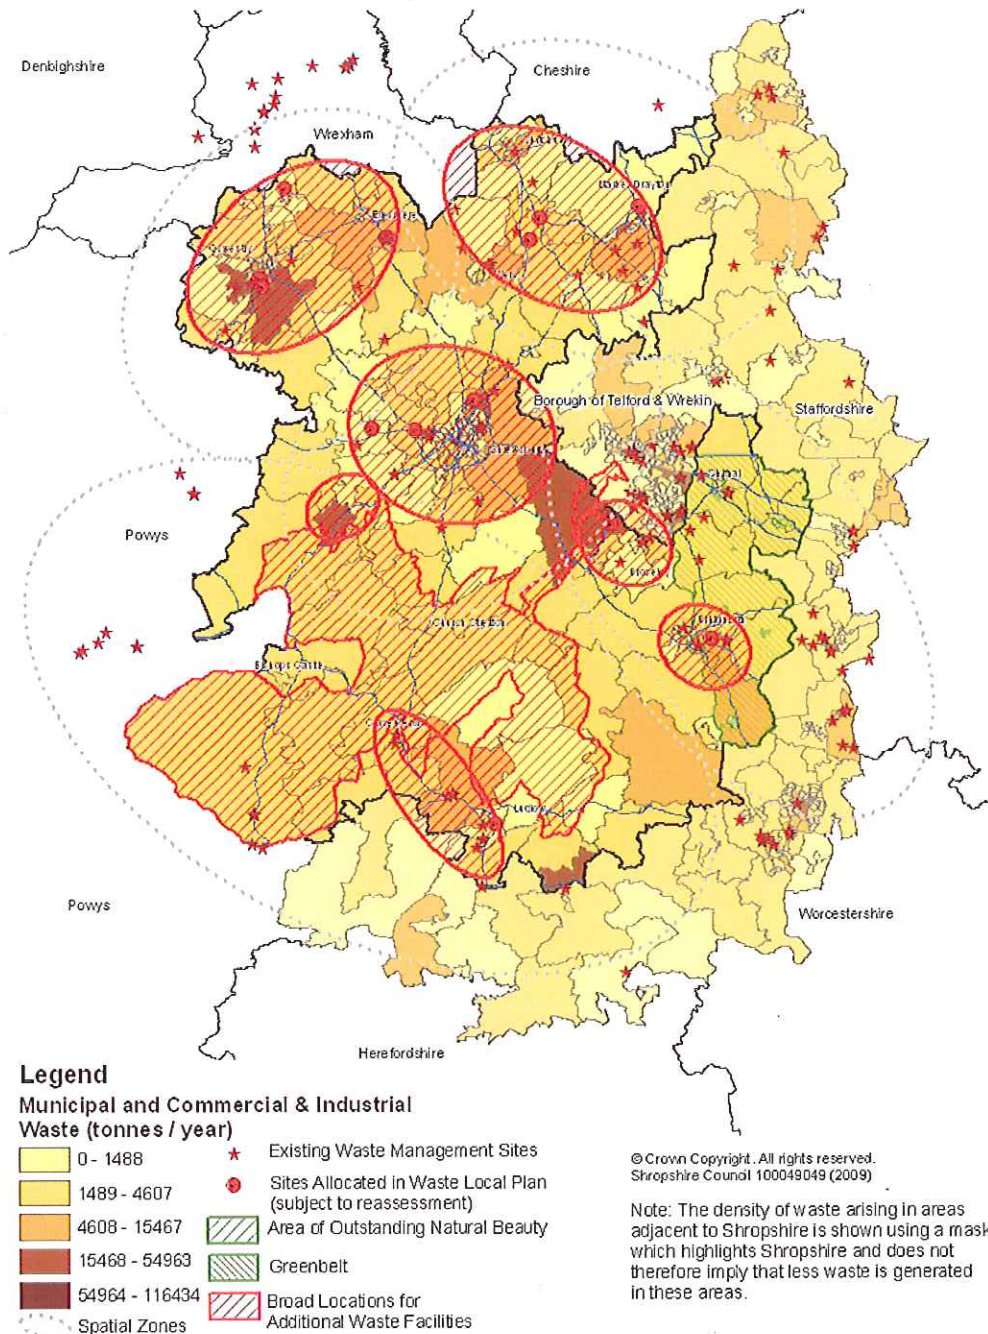 Denbighshire
Cheshire
Wrexham
Borough of Telford & Wrekin
Staffordshire
Powys
Church Stretton
Bishops Castle
Ludlow
Powys
Worcestershire
Herefordshire
Legend
Municipal and Commercial & Industrial
Waste (tonnes / year)
0 - 1488
1489 - 4607
4608 - 15467
15468 - 54963
54964 - 116434
Spatial Zones
Existing Waste Management Sites
Sites Allocated in Waste Local Plan
(subject to reassessment)
Area of Outstanding Natural Beauty
Greenbelt
Broad Locations for
Additional Waste Facilities
© Crown Copyright. All rights reserved.
Shropshire Council 100049049 (2009)
Note: The density of waste arising in areas
adjacent to Shropshire is shown using a mask
which highlights Shropshire and does not
therefore imply that less waste is generated
in these areas.